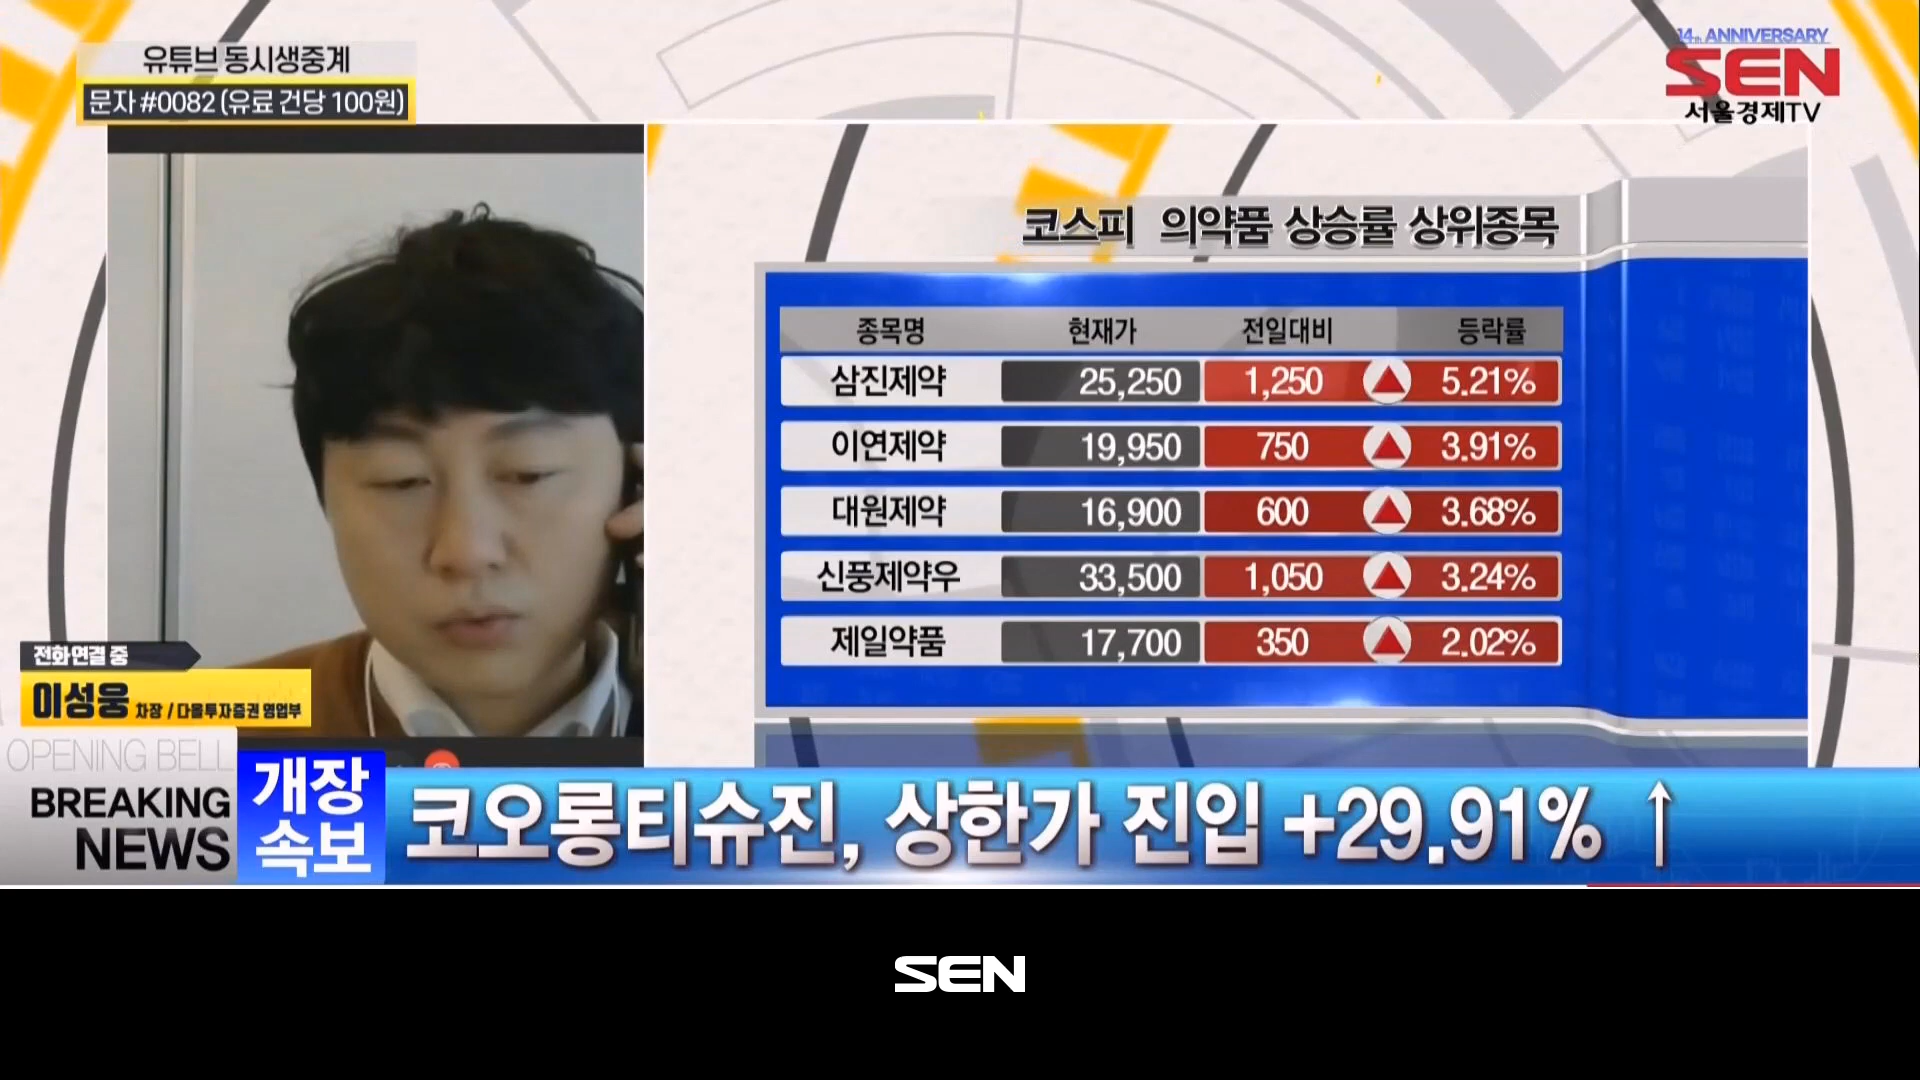 유튜브 동시생중계
문자 #0082 (유료 건당 100원)
14th ANNIVERSARY
SEN
서울경제TV
코스피 의약품 상승률 상위종목
종목명 현재가 전일대비 등락률
삼진제약 25,250 1,250 ▲ 5.21%
이연제약 19,950 750 ▲ 3.91%
대원제약 16,900 600 ▲ 3.68%
신풍제약우 33,500 1,050 ▲ 3.24%
제일약품 17,700 350 ▲ 2.02%
전화연결 중
이성웅 차장 / 다올투자증권 영업부
OPENING BELL
BREAKING
NEWS
개장
속보
코오롱티슈진, 상한가 진입 +29.91% ↑
SEN